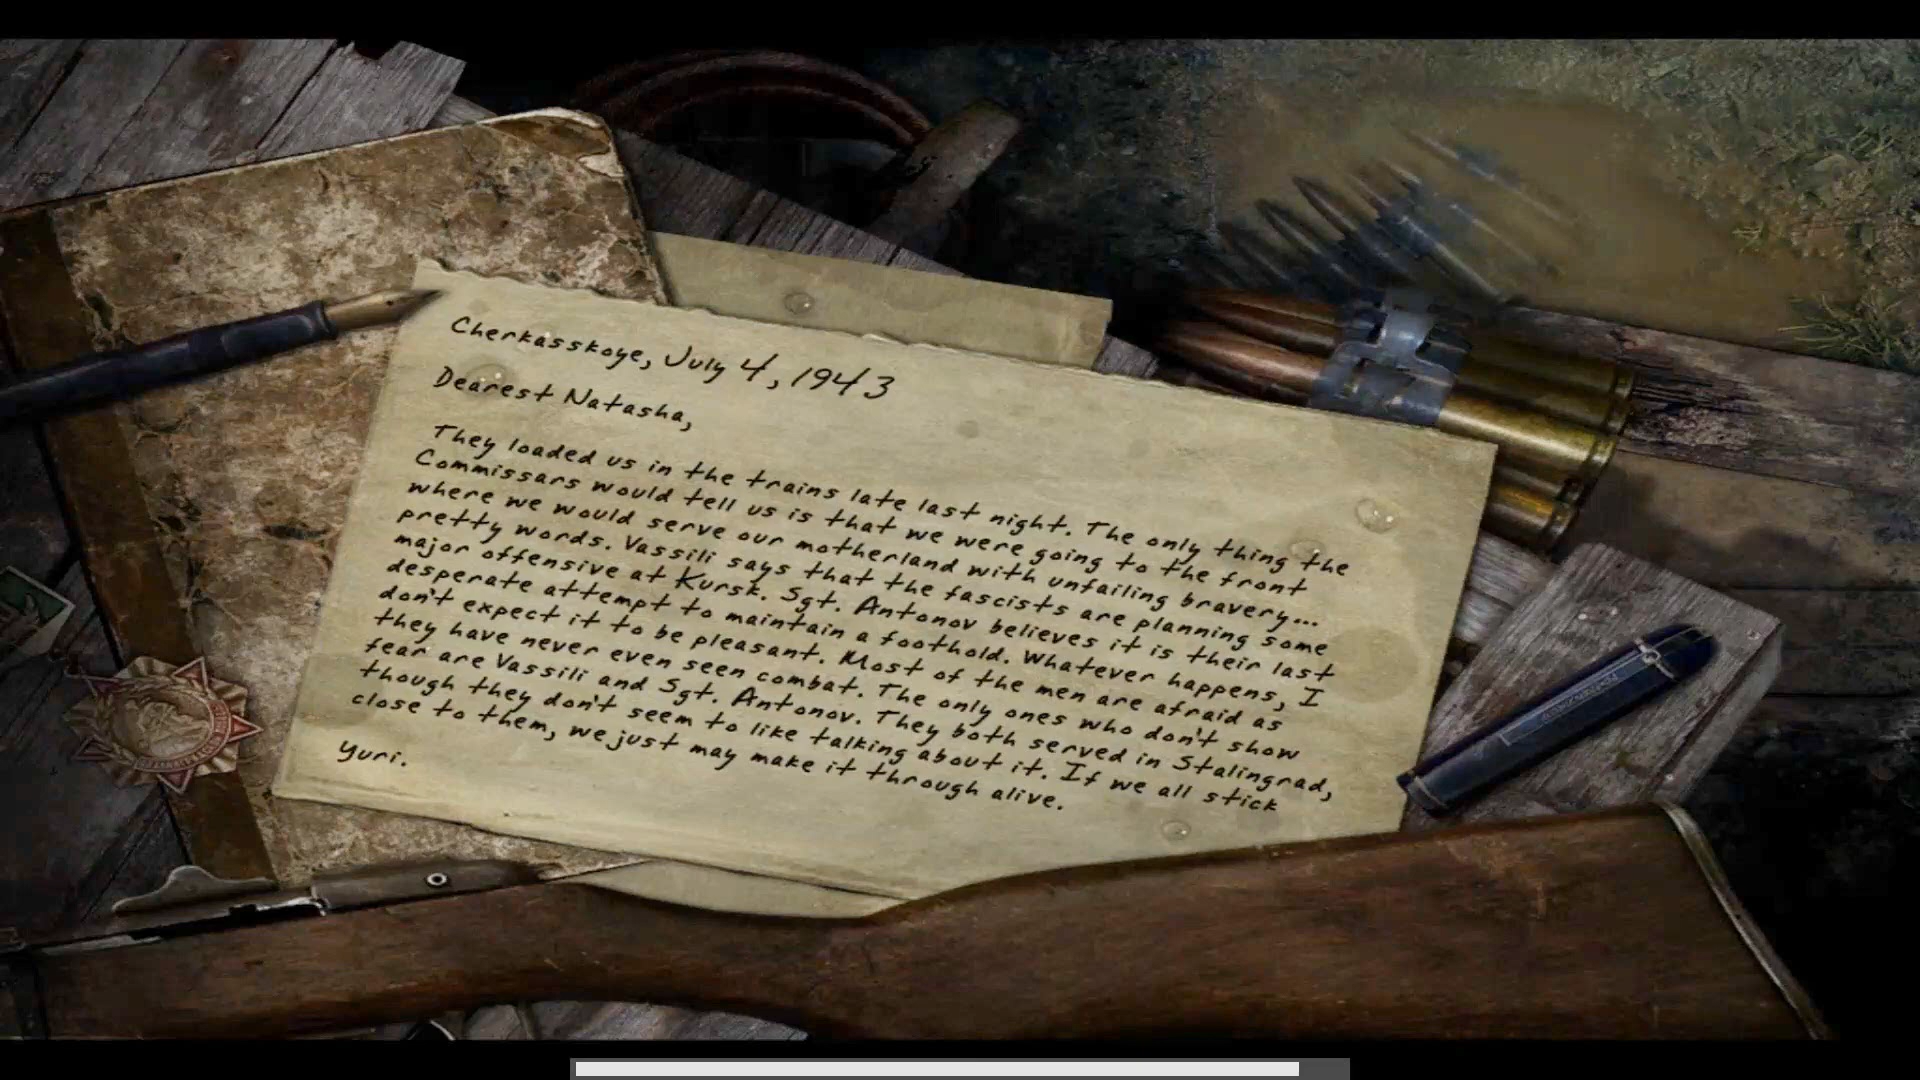 Cherkasskoye, July 4, 1943
Dearest Natasha,
They loaded us in the trains late last night. The only thing the
Commissars would tell us is that we were going to the front
where we would serve our motherland with unfailing bravery...
pretty words. Vassili says that the fascists are planning some
major offensive at Kursk. Sgt. Antonov believes it is their last
desperate attempt to maintain a foothold. Whatever happens, I
don't expect it to be pleasant. Most of the men are afraid as
they have never even seen combat. The only ones who don't show
fear are Vassili and Sgt. Antonov. They both served in Stalingrad,
though they don't seem to like talking about it. If we all stick
close to them, we just may make it through alive.
Yuri.